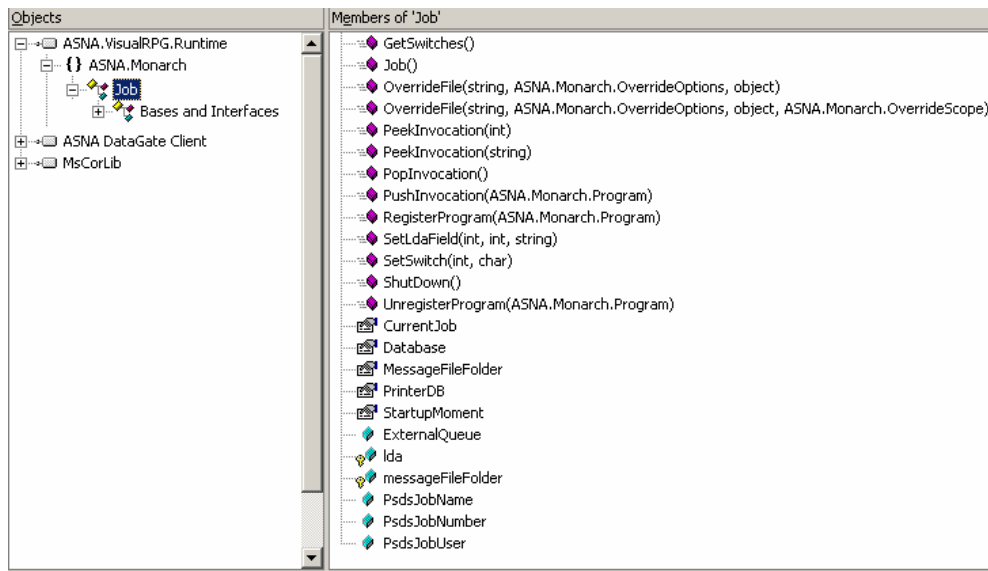 Objects
ASNA.VisualRPG.Runtime
{} ASNA.Monarch
Job
Bases and Interfaces
ASNA DataGate Client
MsCorLib
Members of 'Job'
GetSwitches()
Job()
OverrideFile(string, ASNA.Monarch.OverrideOptions, object)
OverrideFile(string, ASNA.Monarch.OverrideOptions, object, ASNA.Monarch.OverrideScope)
PeekInvocation(int)
PeekInvocation(string)
PopInvocation()
PushInvocation(ASNA.Monarch.Program)
RegisterProgram(ASNA.Monarch.Program)
SetLdaField(int, int, string)
SetSwitch(int, char)
ShutDown()
UnregisterProgram(ASNA.Monarch.Program)
CurrentJob
Database
MessageFileFolder
PrinterDB
StartupMoment
ExternalQueue
lda
messageFileFolder
PsdsJobName
PsdsJobNumber
PsdsJobUser